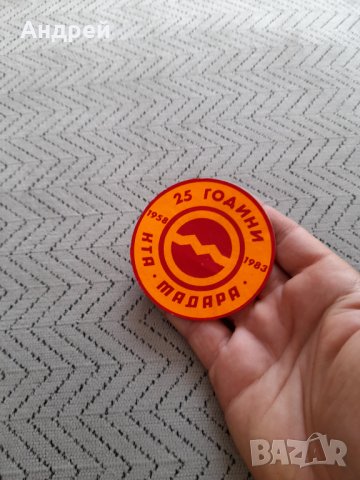 Андрей
25 ГОДИНИ
1958
1983
НТА
· МАДАРА ·
BAZAR